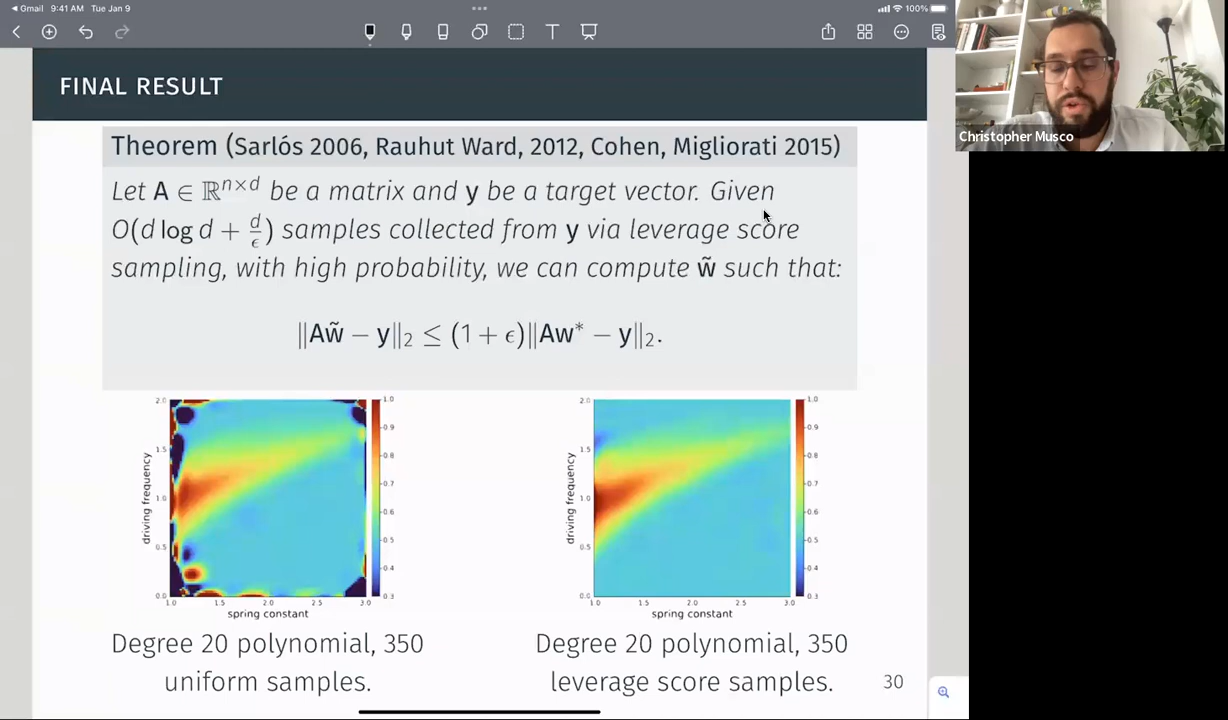 Gmail 9:41 AM Tue Jan 9
100%
FINAL RESULT
Christopher Musco
Theorem (Sarlós 2006, Rauhut Ward, 2012, Cohen, Migliorati 2015)
Let A ∈ ℝⁿˣᵈ be a matrix and y be a target vector. Given
O(d log d + d/ϵ) samples collected from y via leverage score
sampling, with high probability, we can compute w̃ such that:
‖Aw̃ − y‖₂ ≤ (1 + ϵ)‖Aw* − y‖₂.
2.0
1.5
1.0
0.5
0.0
driving frequency
1.0 1.5 2.0 2.5 3.0
spring constant
1.0
0.9
0.8
0.7
0.6
0.5
0.4
0.3
2.0
1.5
1.0
0.5
0.0
driving frequency
1.0 1.5 2.0 2.5 3.0
spring constant
1.0
0.9
0.8
0.7
0.6
0.5
0.4
0.3
Degree 20 polynomial, 350
uniform samples.
Degree 20 polynomial, 350
leverage score samples.
30